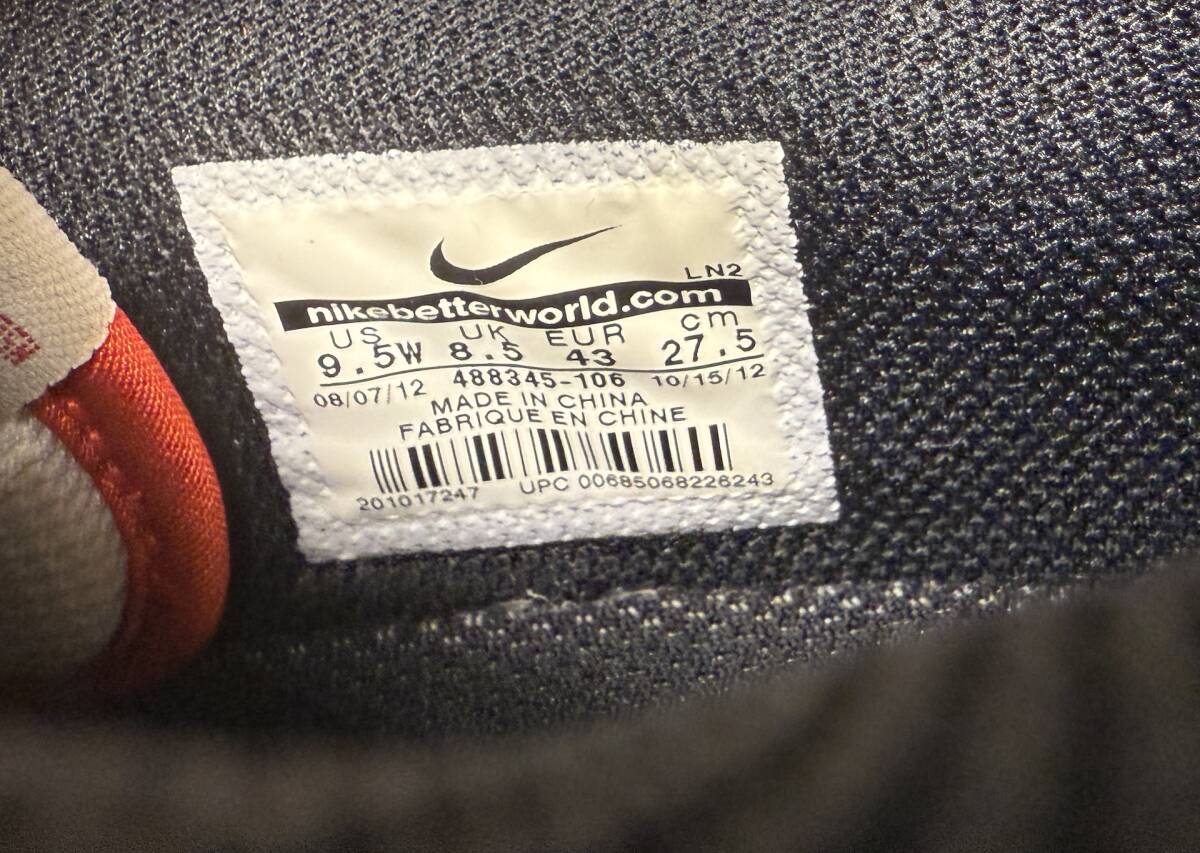 LN2
nikebetterworld.com
US UK EUR cm
9.5W 8.5 43 27.5
08/07/12 488345-106 10/15/12
MADE IN CHINA
FABRIQUE EN CHINE
201017247 UPC 00685068226243